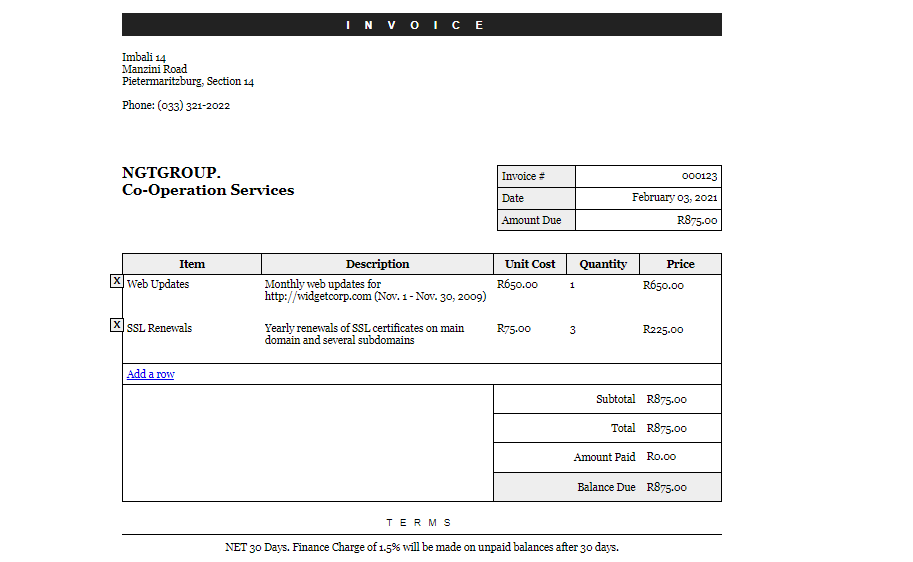 I N V O I C E
Imbali 14
Manzini Road
Pietermaritzburg, Section 14
Phone: (033) 321-2022
NGTGROUP.
Co-Operation Services
Invoice # 000123
Date February 03, 2021
Amount Due R875.00
Item Description Unit Cost Quantity Price
X Web Updates Monthly web updates for R650.00 1 R650.00
http://widgetcorp.com (Nov. 1 - Nov. 30, 2009)
X SSL Renewals Yearly renewals of SSL certificates on main R75.00 3 R225.00
domain and several subdomains
Add a row
Subtotal R875.00
Total R875.00
Amount Paid R0.00
Balance Due R875.00
T E R M S
NET 30 Days. Finance Charge of 1.5% will be made on unpaid balances after 30 days.